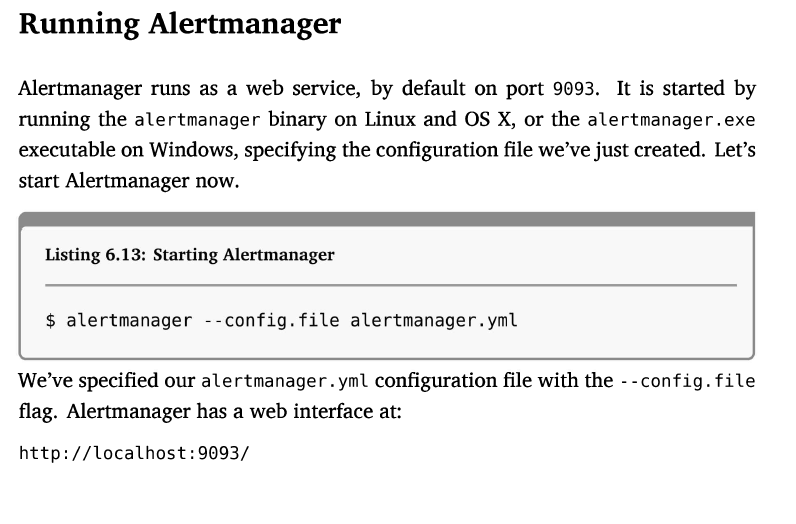 Running Alertmanager
Alertmanager runs as a web service, by default on port 9093. It is started by
running the alertmanager binary on Linux and OS X, or the alertmanager.exe
executable on Windows, specifying the configuration file we’ve just created. Let’s
start Alertmanager now.
Listing 6.13: Starting Alertmanager
$ alertmanager --config.file alertmanager.yml
We’ve specified our alertmanager.yml configuration file with the --config.file
flag. Alertmanager has a web interface at:
http://localhost:9093/